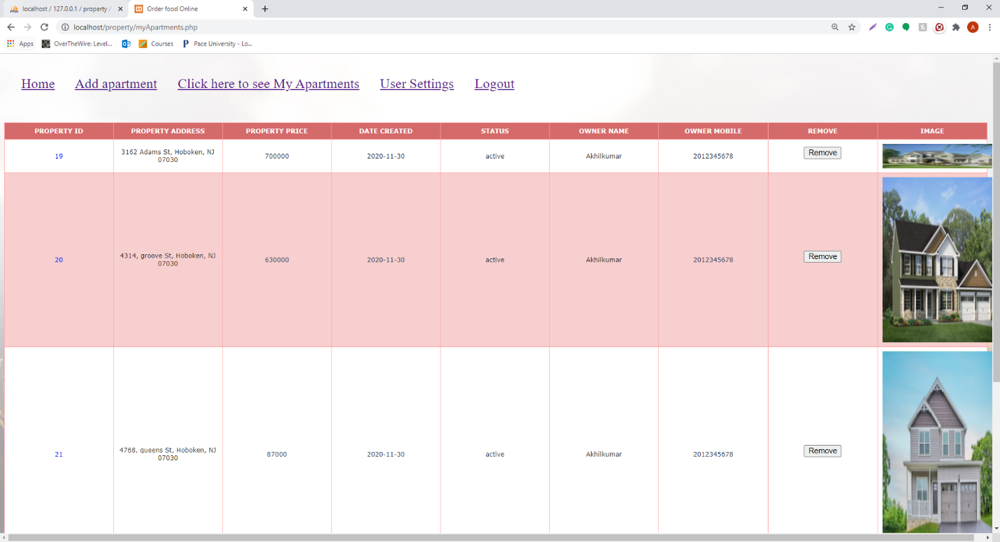 localhost / 127.0.0.1 / property /
Order food Online
localhost/property/myApartments.php
A
Apps
OverTheWire: Level...
Courses
P
Pace University - Lo...
Home
Add apartment
Click here to see My Apartments
User Settings
Logout
PROPERTY ID PROPERTY ADDRESS PROPERTY PRICE DATE CREATED STATUS OWNER NAME OWNER MOBILE REMOVE IMAGE
19 3162 Adams St, Hoboken, NJ 07030 700000 2020-11-30 active Akhilkumar 2012345678 Remove
20 4314, groove St, Hoboken, NJ 07030 630000 2020-11-30 active Akhilkumar 2012345678 Remove
21 4768, queens St, Hoboken, NJ 07030 87000 2020-11-30 active Akhilkumar 2012345678 Remove